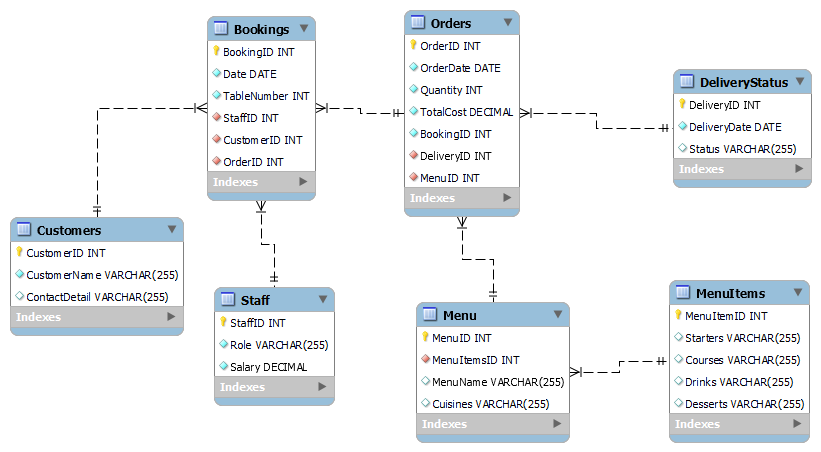 Bookings
BookingID INT
Date DATE
TableNumber INT
StaffID INT
CustomerID INT
OrderID INT
Indexes
Orders
OrderID INT
OrderDate DATE
Quantity INT
TotalCost DECIMAL
BookingID INT
DeliveryID INT
MenuID INT
Indexes
DeliveryStatus
DeliveryID INT
DeliveryDate DATE
Status VARCHAR(255)
Indexes
Customers
CustomerID INT
CustomerName VARCHAR(255)
ContactDetail VARCHAR(255)
Indexes
Staff
StaffID INT
Role VARCHAR(255)
Salary DECIMAL
Indexes
Menu
MenuID INT
MenuItemsID INT
MenuName VARCHAR(255)
Cuisines VARCHAR(255)
Indexes
MenuItems
MenuItemID INT
Starters VARCHAR(255)
Courses VARCHAR(255)
Drinks VARCHAR(255)
Desserts VARCHAR(255)
Indexes